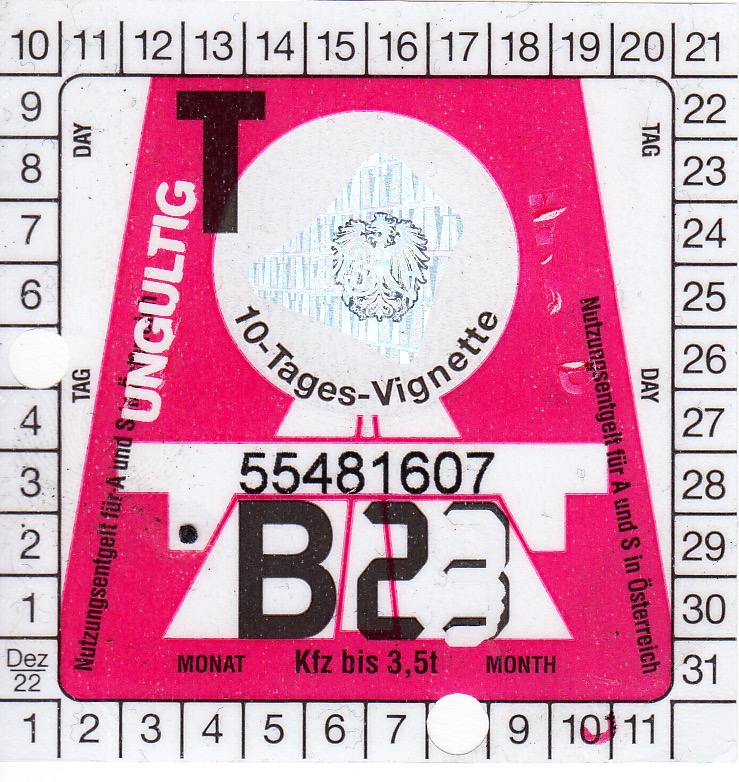 10 11 12 13 14 15 16 17 18 19 20 21
9 22
8 23
7 24
6 25
26
4 27
3 28
2 29
1 30
Dez
22
31
1 2 3 4 5 6 7 9 10 11
DAY
TAG
TAG
DAY
T
UNGÜLTIG
10-Tages-Vignette
55481607
B23
MONAT Kfz bis 3,5t MONTH
Nutzungsentgelt für A und S in Österreich